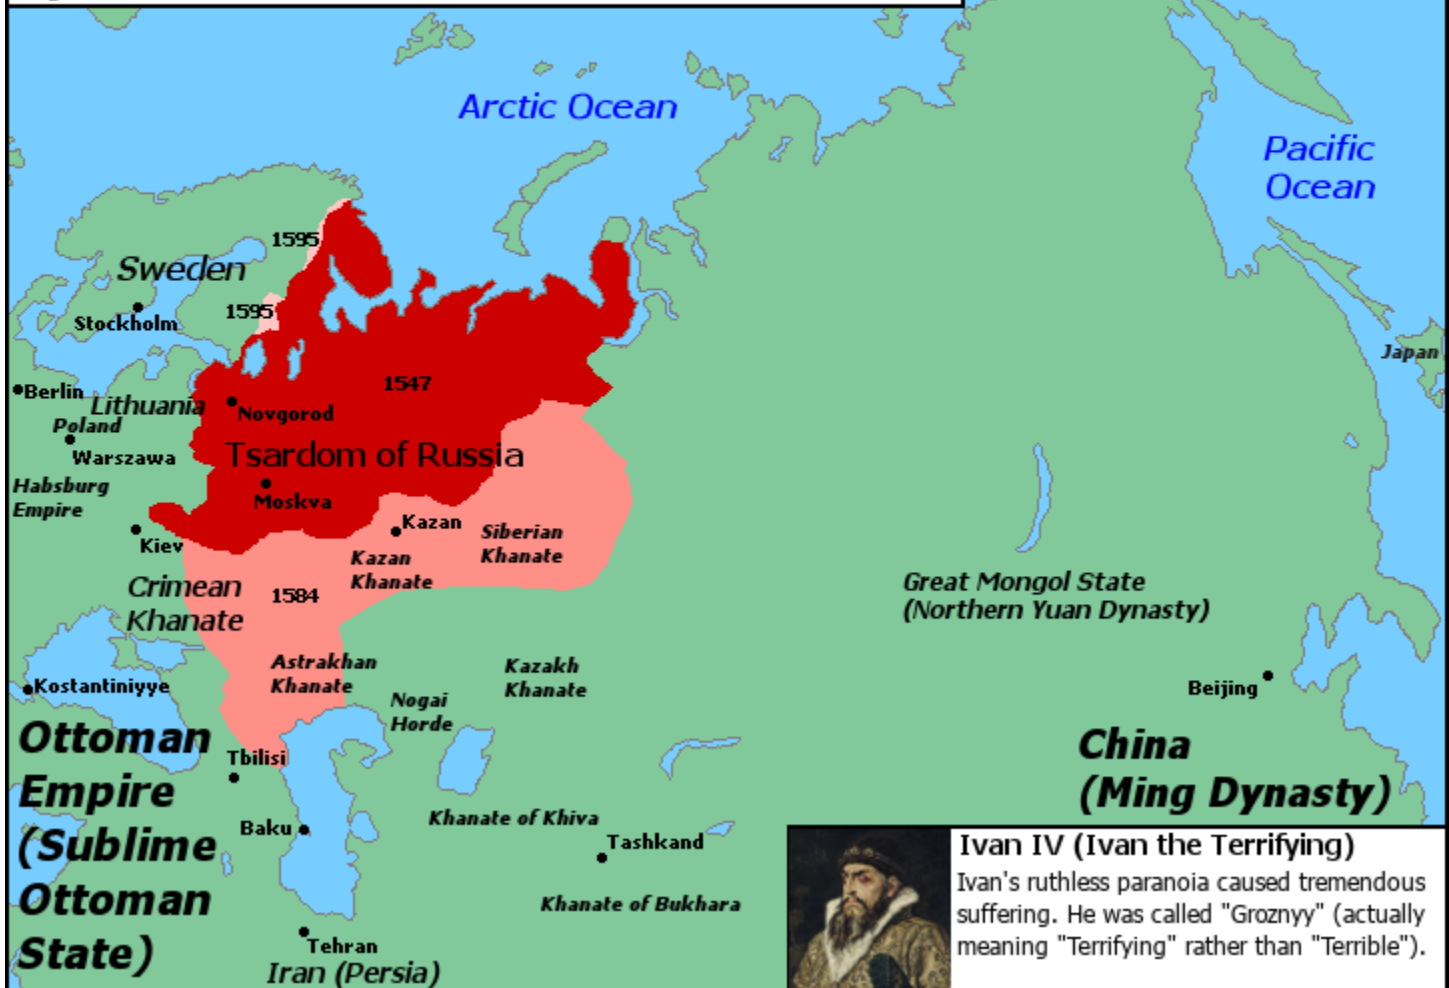 Arctic Ocean
Pacific
Ocean
1595
Sweden
1595
Stockholm
Japan
1547
Berlin
Lithuania
Novgorod
Poland
Warszawa
Tsardom of Russia
Habsburg
Empire
Moskva
Kazan
Kiev
Siberian
Khanate
Kazan
Khanate
Crimean
Khanate
1584
Great Mongol State
(Northern Yuan Dynasty)
Astrakhan
Khanate
Kazakh
Khanate
Kostantiniyye
Beijing
Nogai
Horde
Ottoman
Empire
(Sublime
Ottoman
State)
Tbilisi
China
(Ming Dynasty)
Baku
Khanate of Khiva
Tashkand
Khanate of Bukhara
Tehran
Iran (Persia)
Ivan IV (Ivan the Terrifying)
Ivan's ruthless paranoia caused tremendous
suffering. He was called "Groznyy" (actually
meaning "Terrifying" rather than "Terrible").